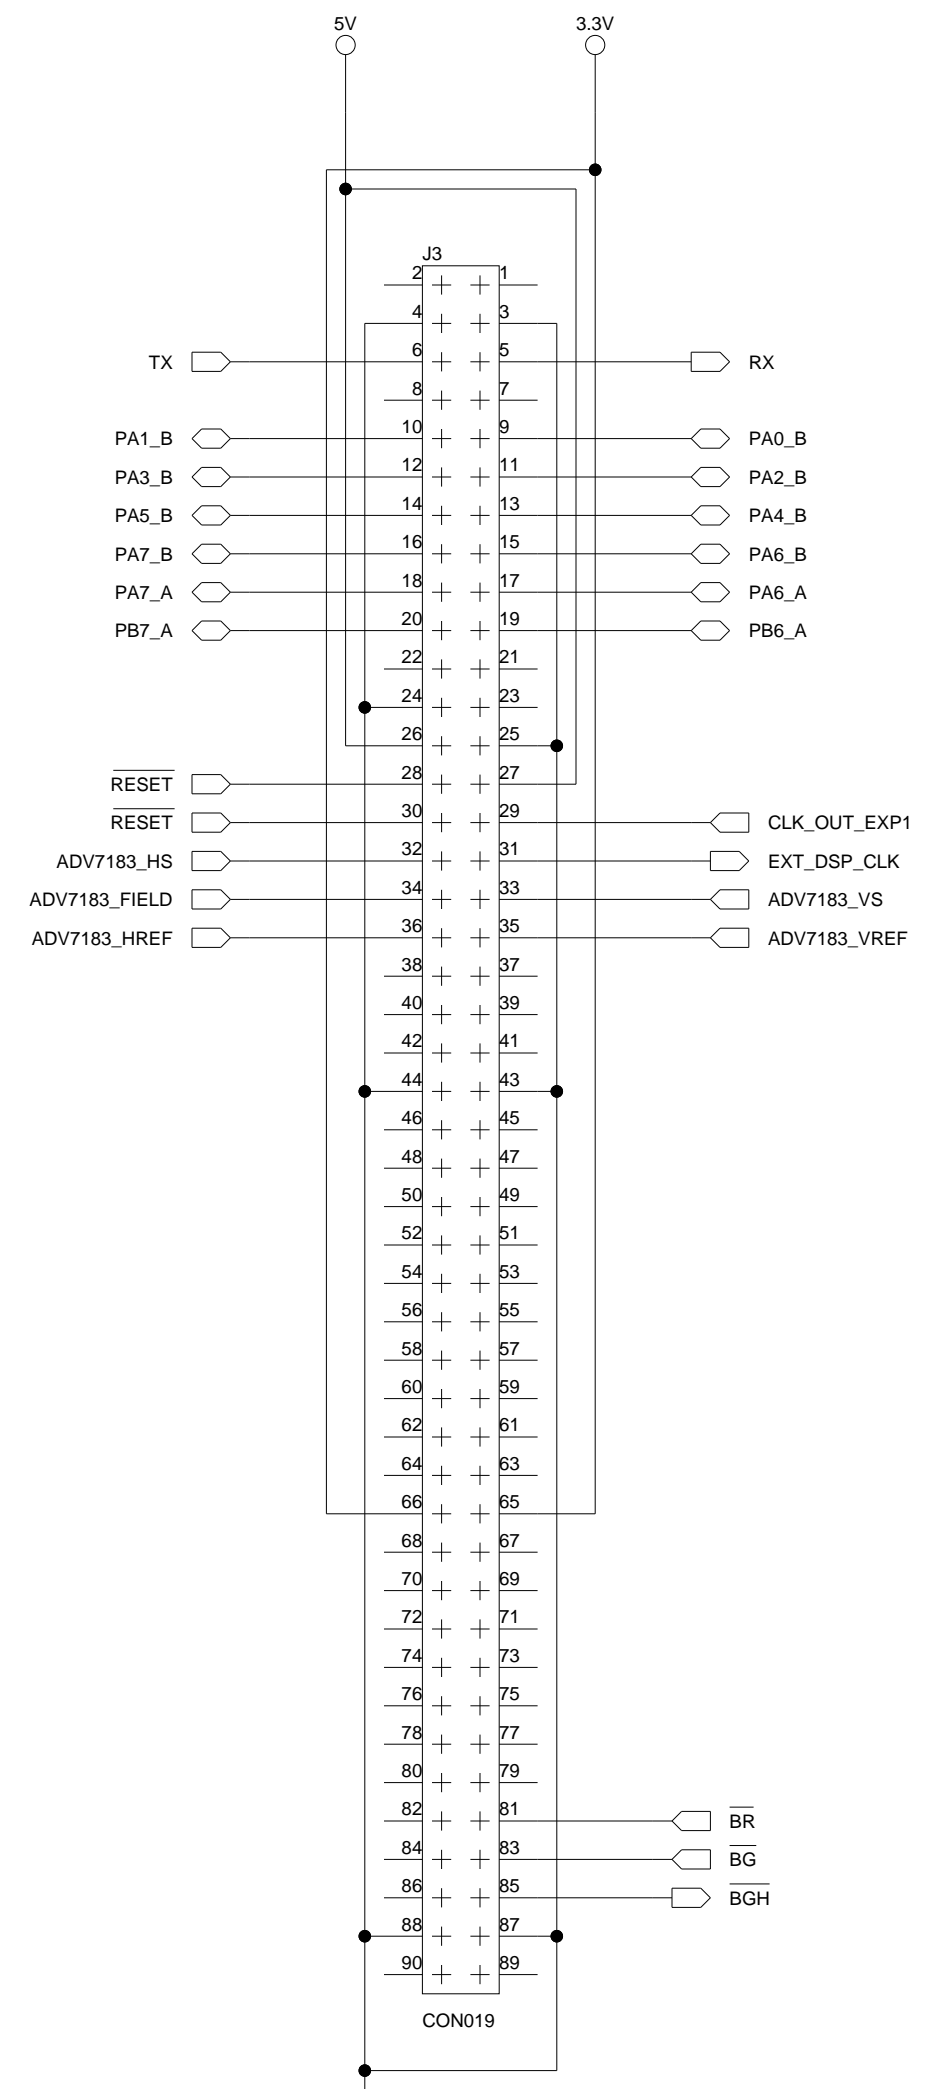 5V 3.3V
J3
2 1
4 3
TX 6 5 RX
8 7
PA1_B 10 9 PA0_B
PA3_B 12 11 PA2_B
PA5_B 14 13 PA4_B
PA7_B 16 15 PA6_B
PA7_A 18 17 PA6_A
PB7_A 20 19 PB6_A
22 21
24 23
26 25
RESET 28 27
RESET 30 29 CLK_OUT_EXP1
ADV7183_HS 32 31 EXT_DSP_CLK
ADV7183_FIELD 34 33 ADV7183_VS
ADV7183_HREF 36 35 ADV7183_VREF
38 37
40 39
42 41
44 43
46 45
48 47
50 49
52 51
54 53
56 55
58 57
60 59
62 61
64 63
66 65
68 67
70 69
72 71
74 73
76 75
78 77
80 79
82 81 BR
84 83 BG
86 85 BGH
88 87
90 89
CON019